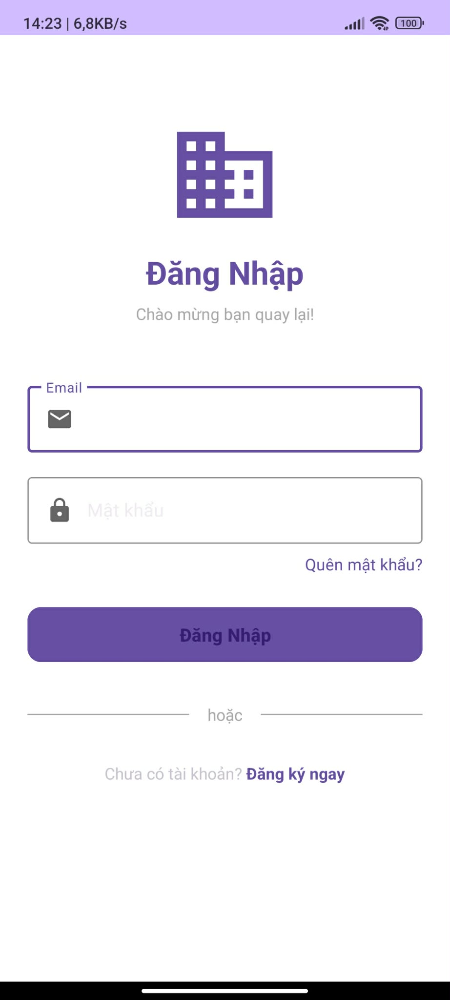 14:23 | 6,8KB/s
100
Đăng Nhập
Chào mừng bạn quay lại!
Email
Mật khẩu
Quên mật khẩu?
Đăng Nhập
hoặc
Chưa có tài khoản? Đăng ký ngay